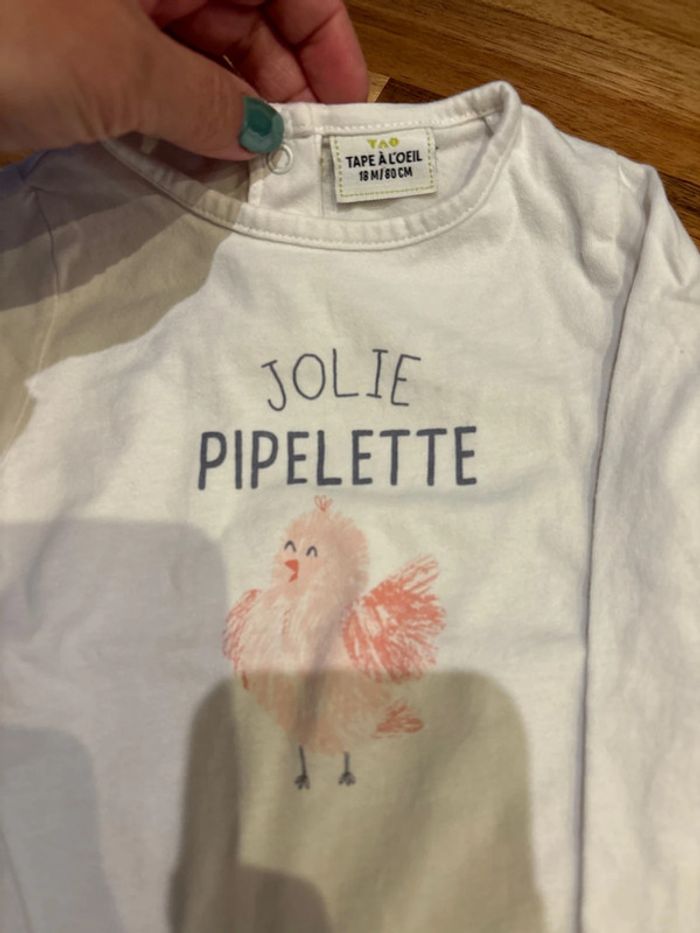 TAO
TAPE À L'OEIL
18 M/80 CM
JOLIE
PIPELETTE